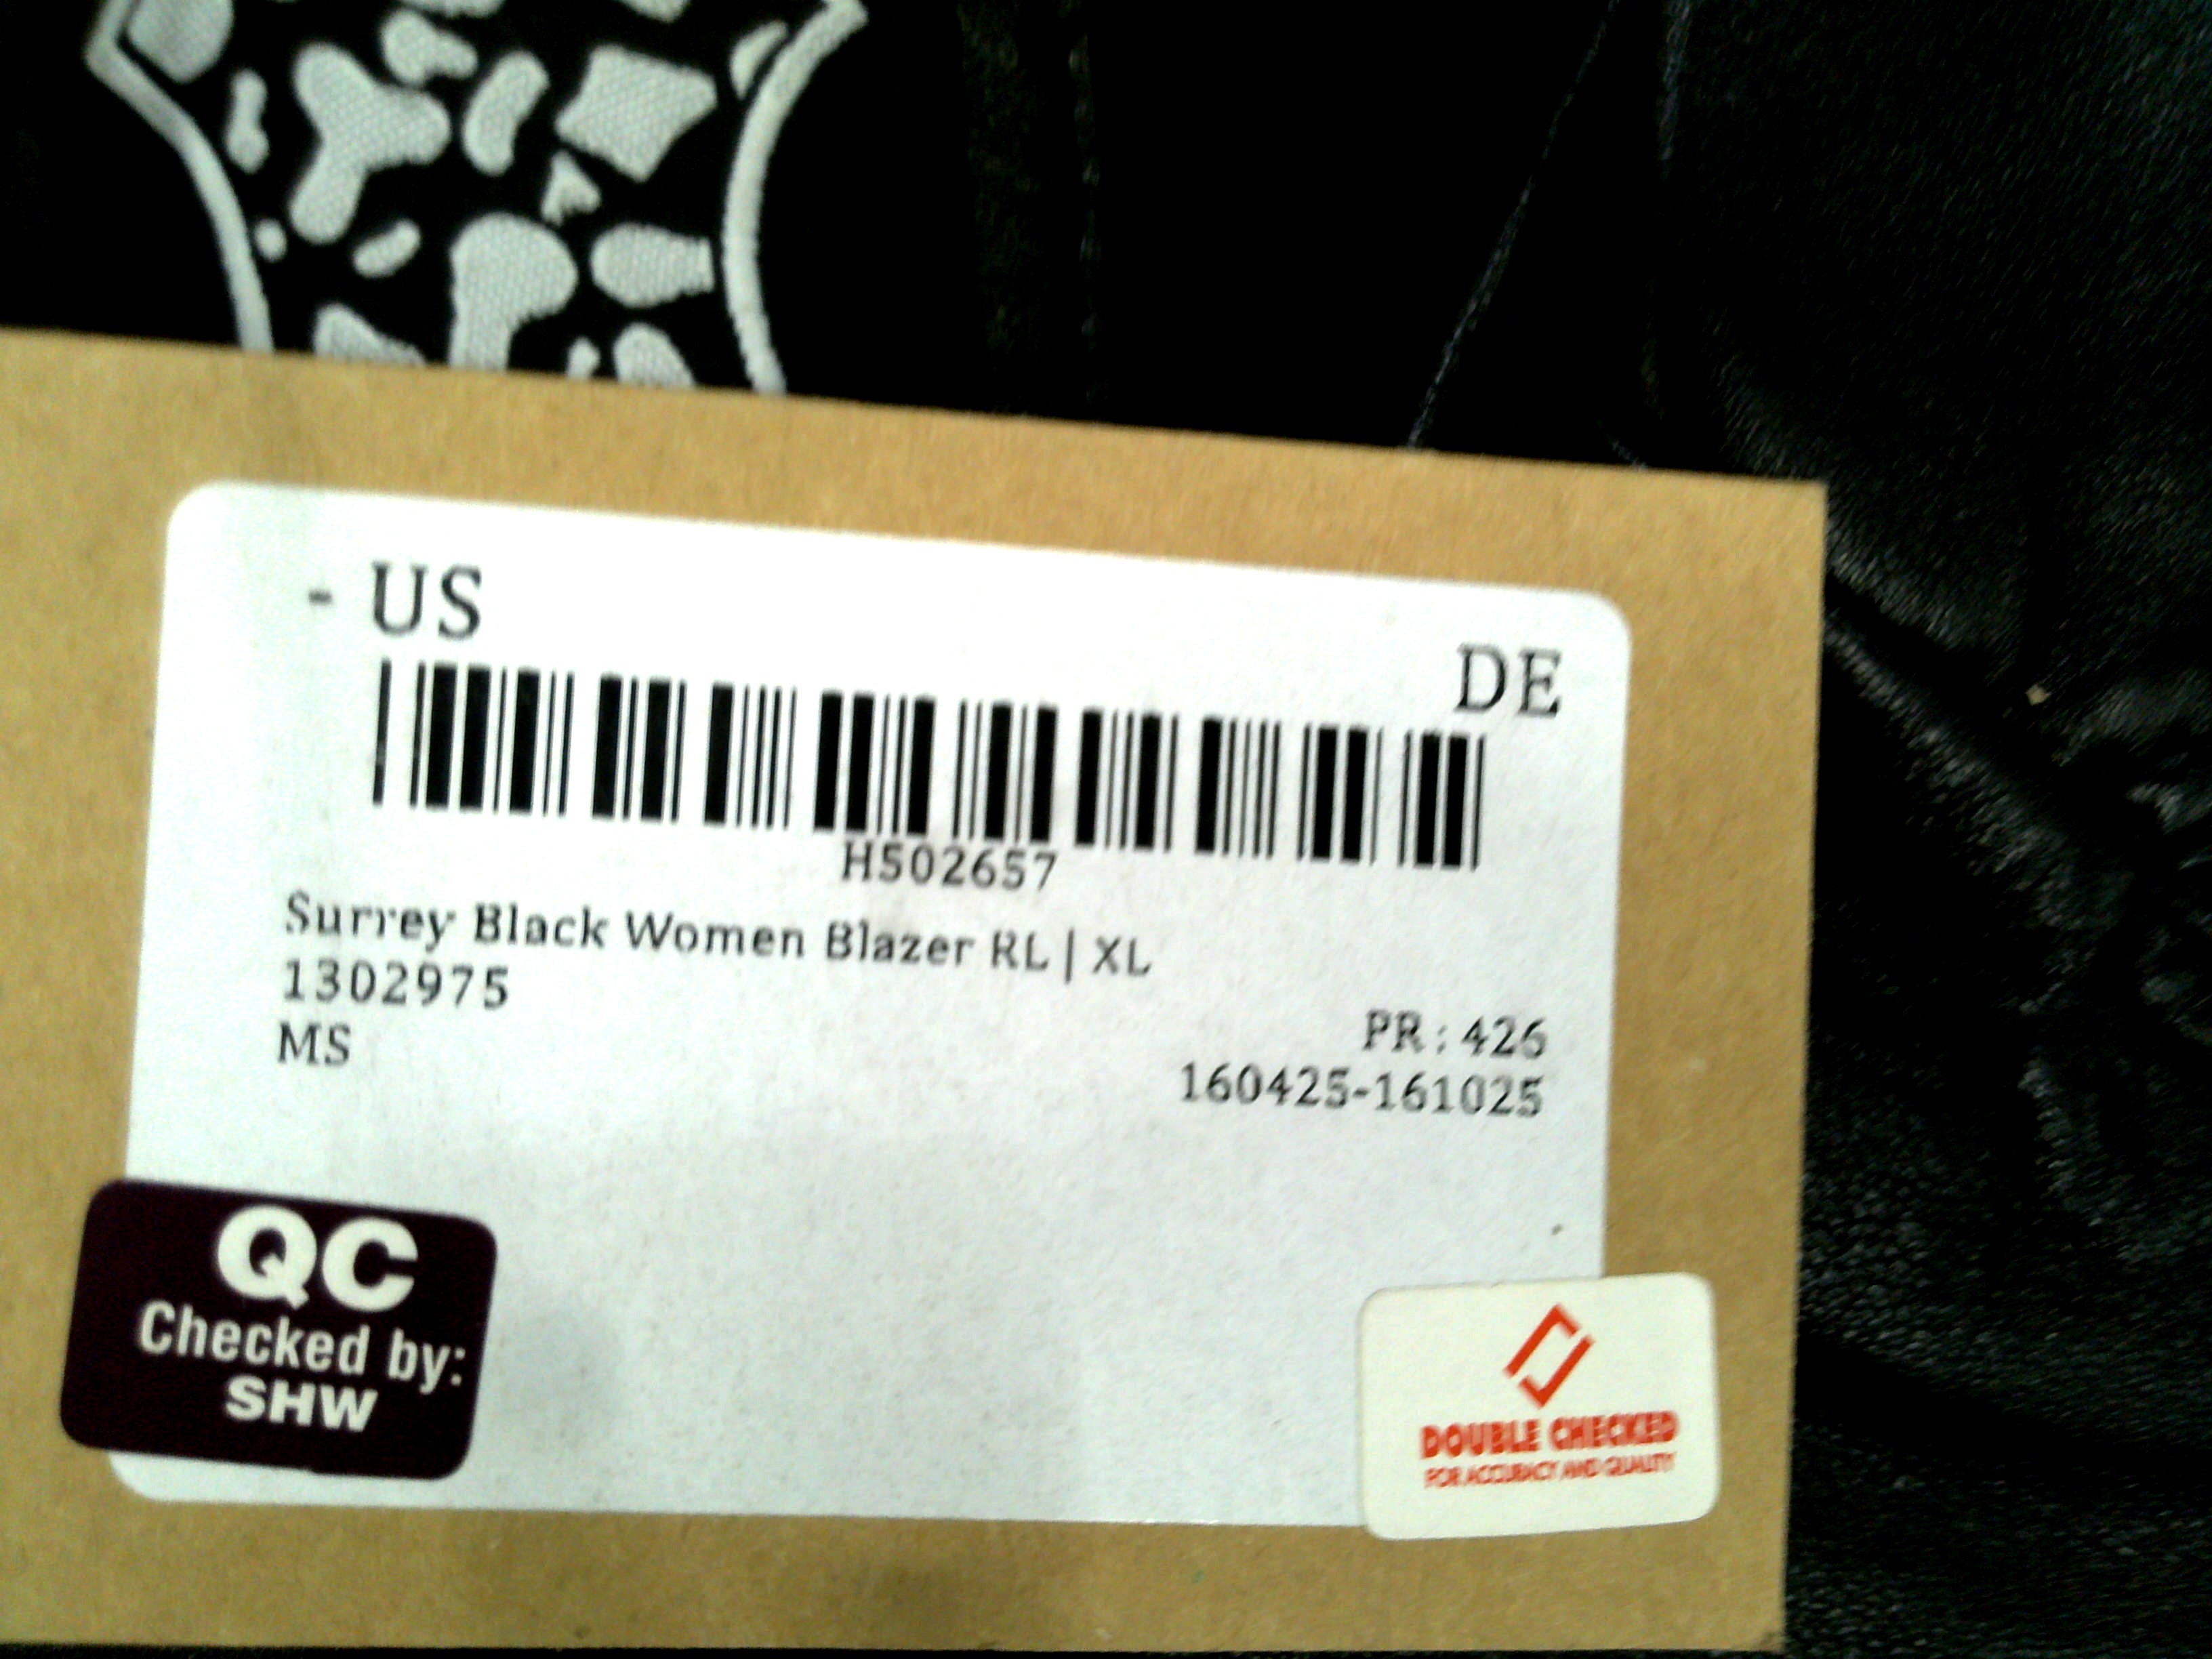 - US
DE
H502657
Surrey Black Women Blazer RL | XL
1302975
MS
PR : 426
160425-161025
QC
Checked by:
SHW
DOUBLE CHECKED
FOR ACCURACY AND QUALITY